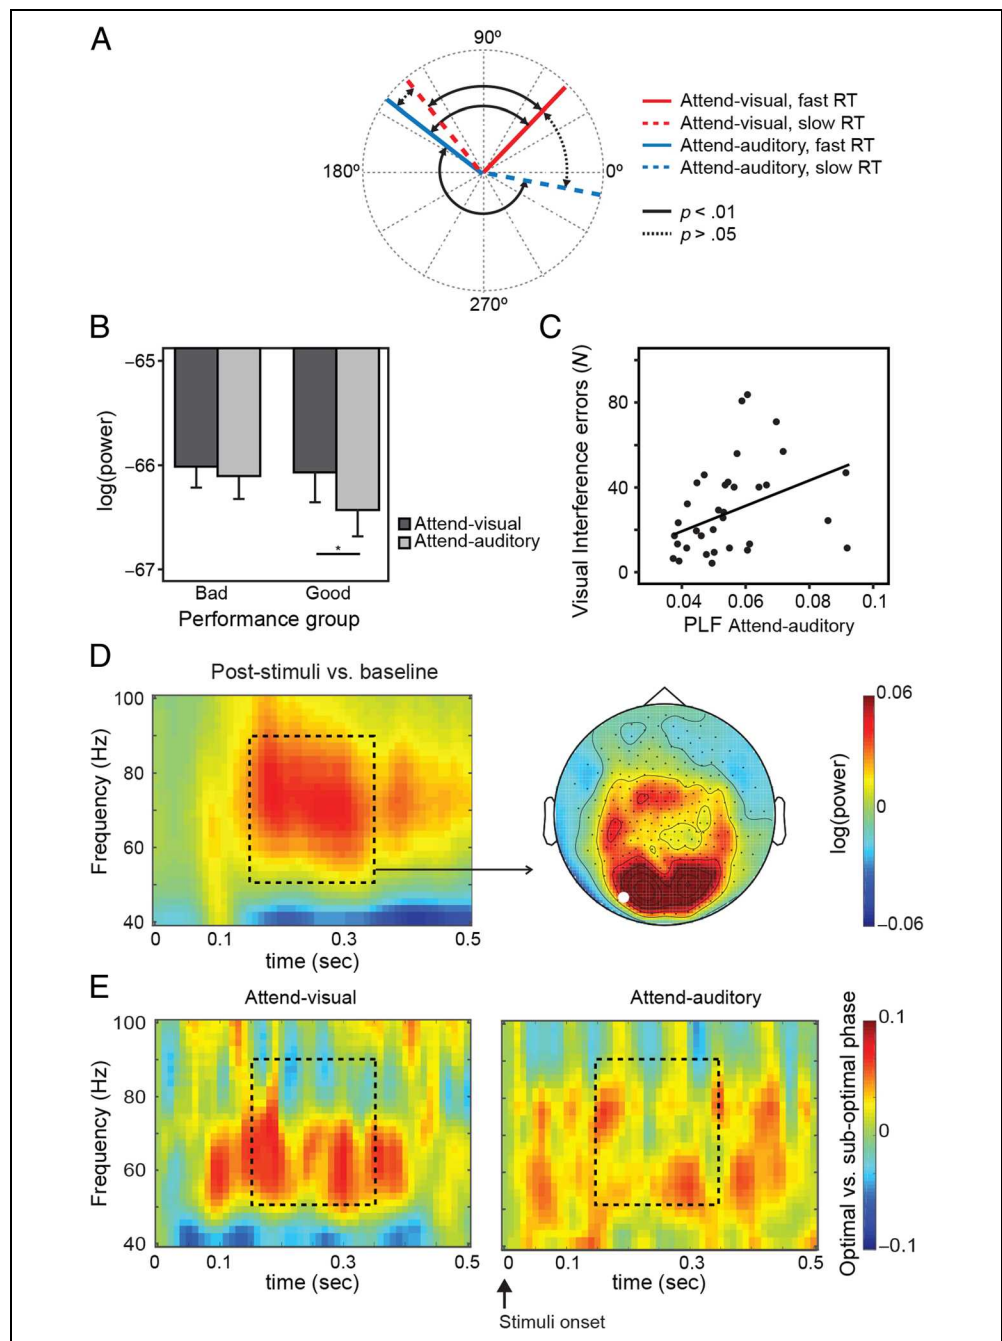 A
90º
180º
0º
270º
Attend-visual, fast RT
Attend-visual, slow RT
Attend-auditory, fast RT
Attend-auditory, slow RT
p < .01
p > .05
B
log(power)
−65
−66
−67
*
Bad
Good
Performance group
Attend-visual
Attend-auditory
C
Visual Interference errors (N)
80
40
0
0.04
0.06
0.08
0.1
PLF Attend-auditory
D
Post-stimuli vs. baseline
Frequency (Hz)
100
80
60
40
0
0.1
0.3
0.5
time (sec)
0.06
0
−0.06
log(power)
E
Attend-visual
Frequency (Hz)
100
80
60
40
0
0.1
0.3
0.5
time (sec)
Attend-auditory
0
0.1
0.3
0.5
time (sec)
Stimuli onset
Optimal vs. sub-optimal phase
0.1
0
−0.1